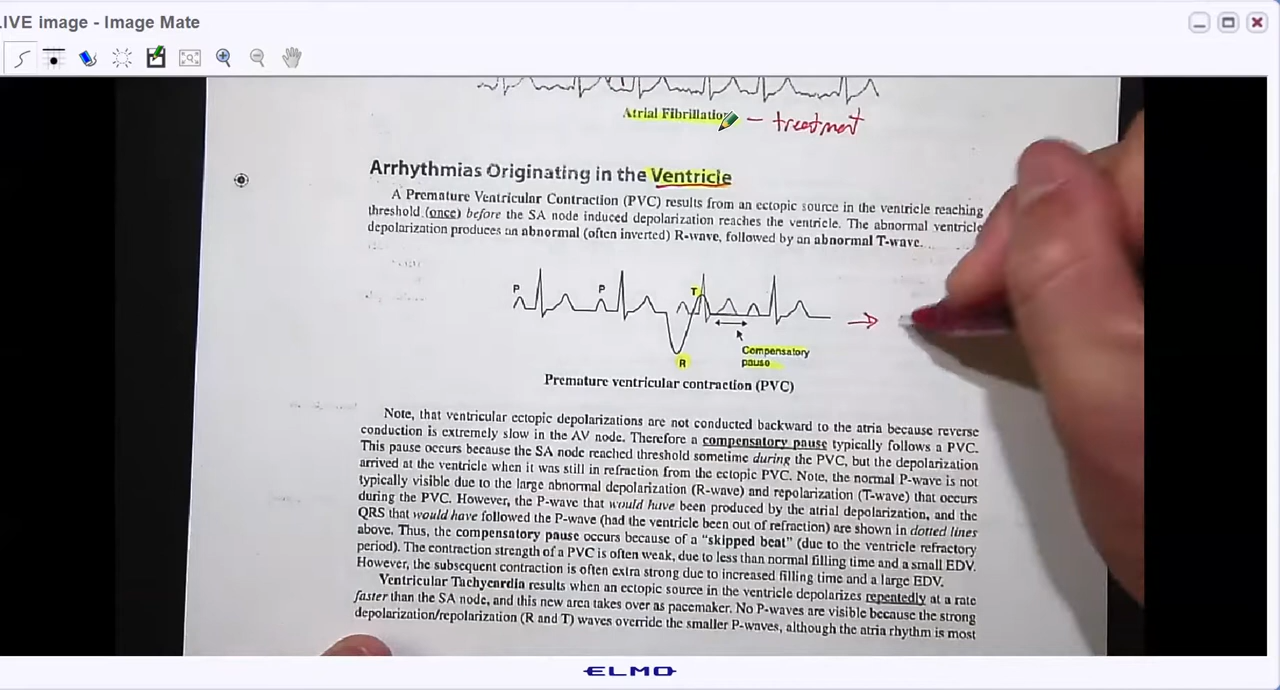 LIVE image - Image Mate
Atrial Fibrillation - treatment
Arrhythmias Originating in the Ventricle
A Premature Ventricular Contraction (PVC) results from an ectopic source in the ventricle reaching
threshold (once) before the SA node induced depolarization reaches the ventricle. The abnormal ventricle
depolarization produces an abnormal (often inverted) R-wave, followed by an abnormal T-wave.
P P T
Compensatory
pause
R
Premature ventricular contraction (PVC)
Note, that ventricular ectopic depolarizations are not conducted backward to the atria because reverse
conduction is extremely slow in the AV node. Therefore a compensatory pause typically follows a PVC.
This pause occurs because the SA node reached threshold sometime during the PVC, but the depolarization
arrived at the ventricle when it was still in refraction from the ectopic PVC. Note, the normal P-wave is not
typically visible due to the large abnormal depolarization (R-wave) and repolarization (T-wave) that occurs
during the PVC. However, the P-wave that would have been produced by the atrial depolarization, and the
QRS that would have followed the P-wave (had the ventricle been out of refraction) are shown in dotted lines
above. Thus, the compensatory pause occurs because of a "skipped beat" (due to the ventricle refractory
period). The contraction strength of a PVC is often weak, due to less than normal filling time and a small EDV.
However, the subsequent contraction is often extra strong due to increased filling time and a large EDV.
Ventricular Tachycardia results when an ectopic source in the ventricle depolarizes repeatedly at a rate
faster than the SA node, and this new area takes over as pacemaker. No P-waves are visible because the strong
depolarization/repolarization (R and T) waves override the smaller P-waves, although the atria rhythm is most
ELMO